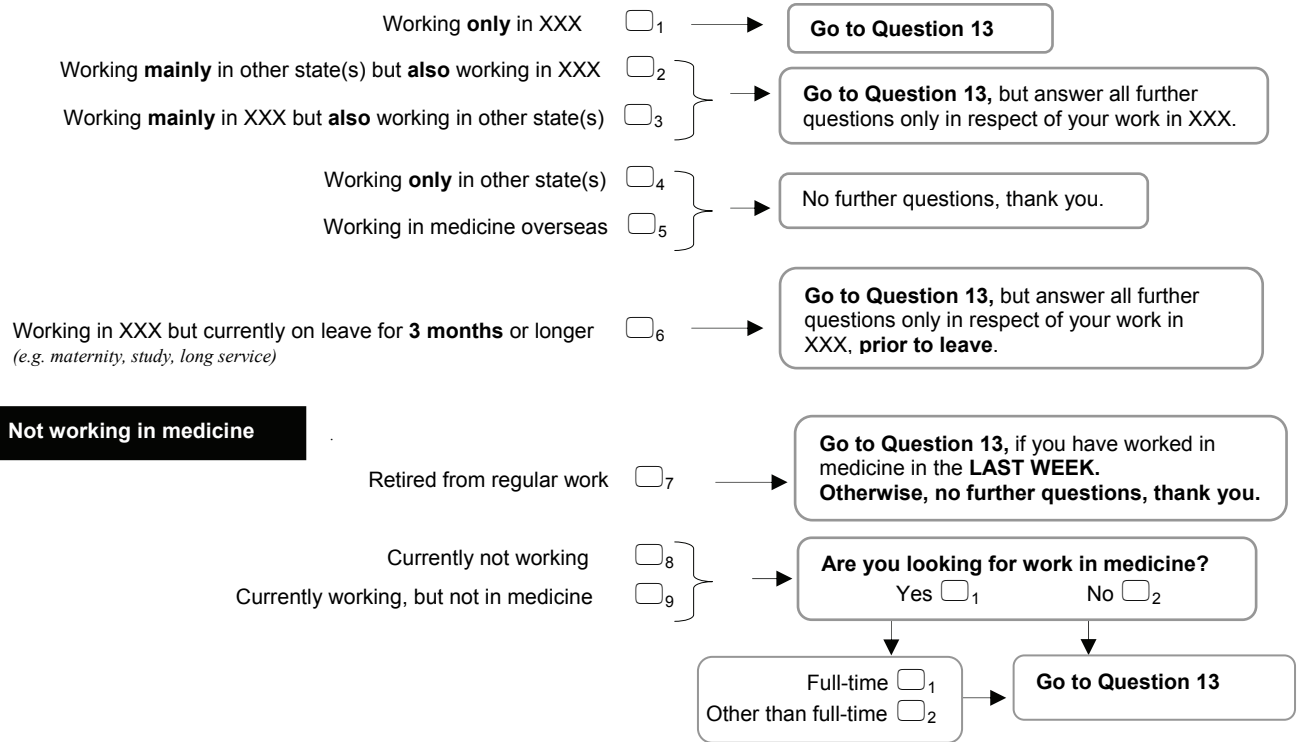 Working only in XXX 1 Go to Question 13
Working mainly in other state(s) but also working in XXX 2
Working mainly in XXX but also working in other state(s) 3
Go to Question 13, but answer all further
questions only in respect of your work in XXX.
Working only in other state(s) 4
Working in medicine overseas 5
No further questions, thank you.
Working in XXX but currently on leave for 3 months or longer 6
(e.g. maternity, study, long service)
Go to Question 13, but answer all further
questions only in respect of your work in
XXX, prior to leave.
Not working in medicine
.
Retired from regular work 7
Go to Question 13, if you have worked in
medicine in the LAST WEEK.
Otherwise, no further questions, thank you.
Currently not working 8
Currently working, but not in medicine 9
Are you looking for work in medicine?
Yes 1 No 2
Full-time 1
Other than full-time 2
Go to Question 13